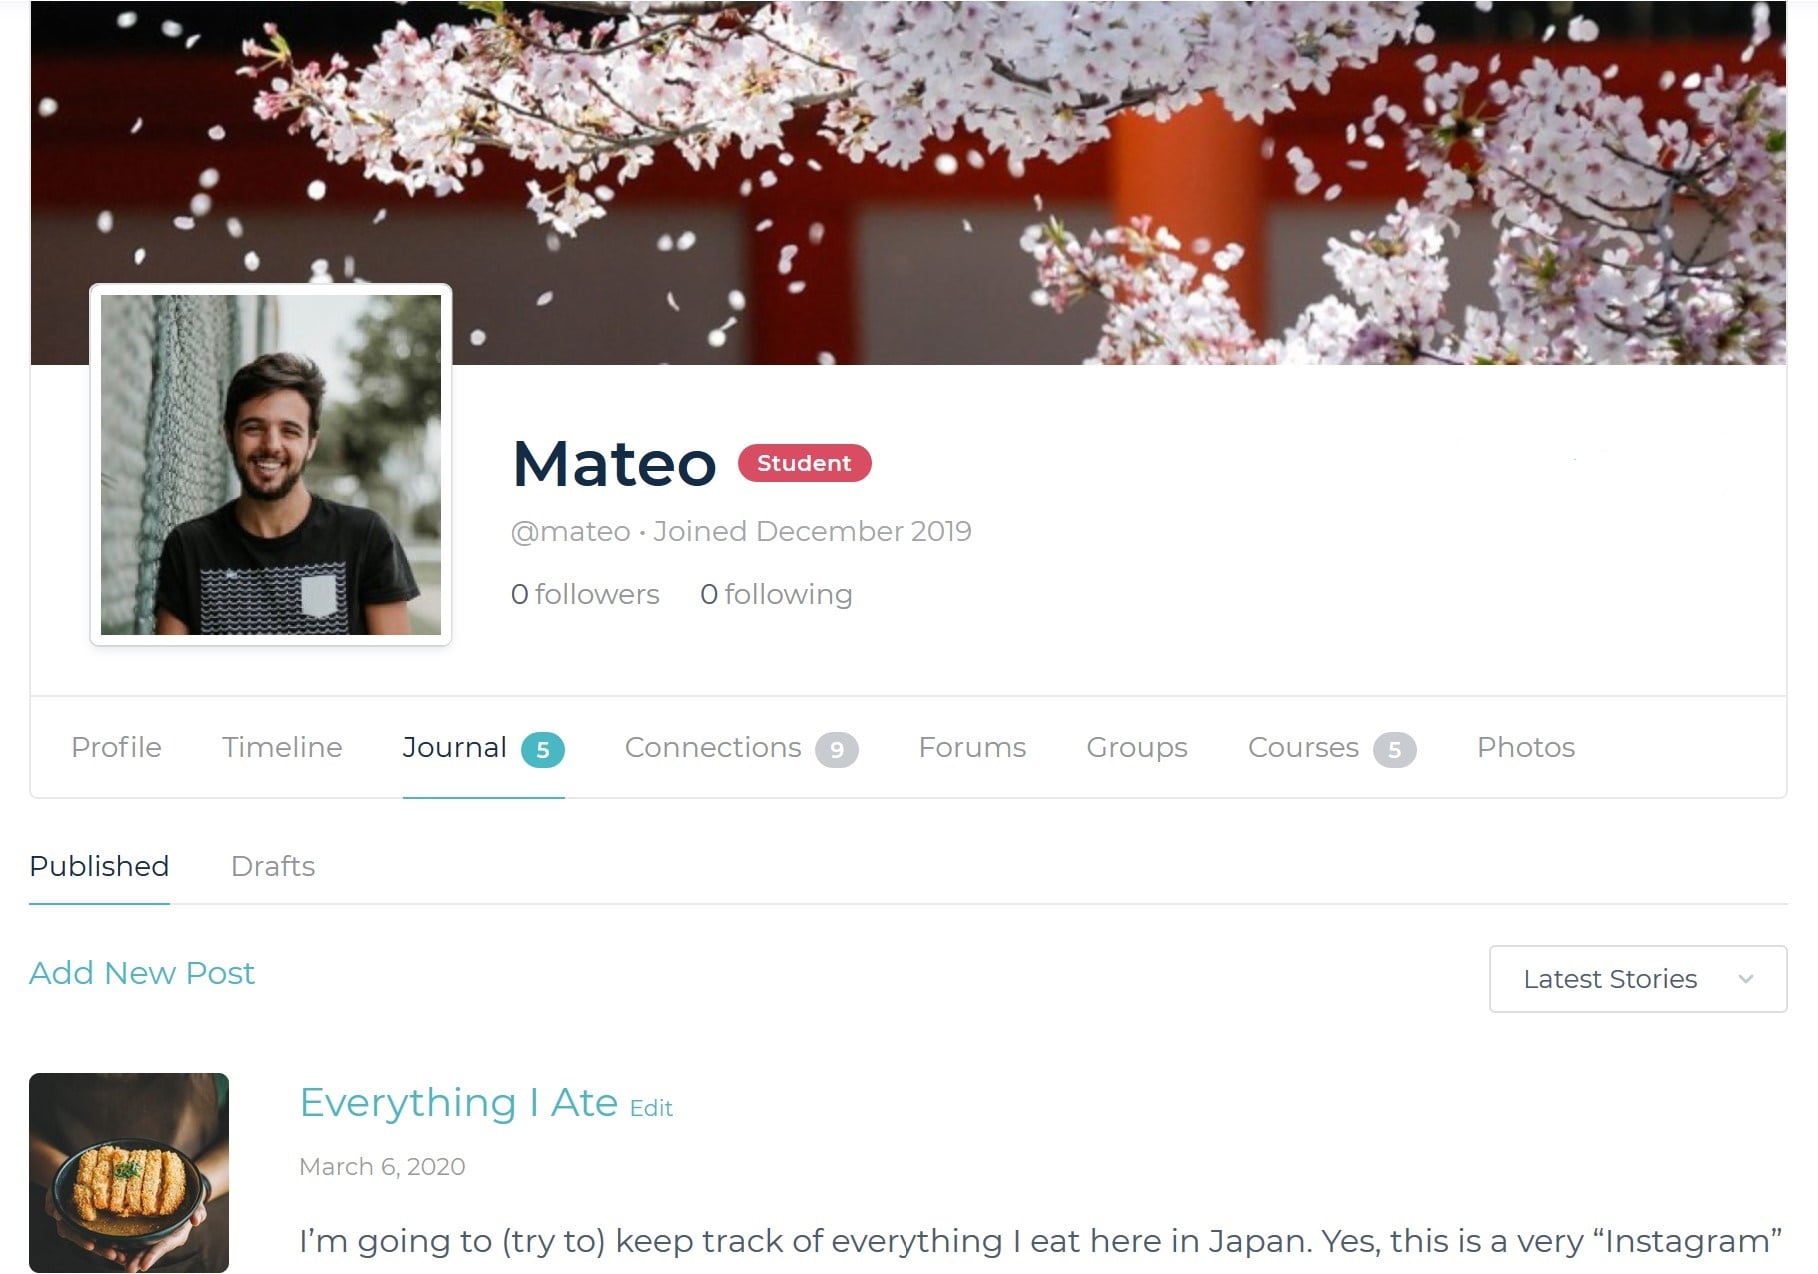 Mateo Student
@mateo • Joined December 2019
0 followers 0 following
Profile Timeline Journal 5 Connections 9 Forums Groups Courses 5 Photos
Published Drafts
Add New Post Latest Stories
Everything I Ate Edit
March 6, 2020
I’m going to (try to) keep track of everything I eat here in Japan. Yes, this is a very “Instagram”